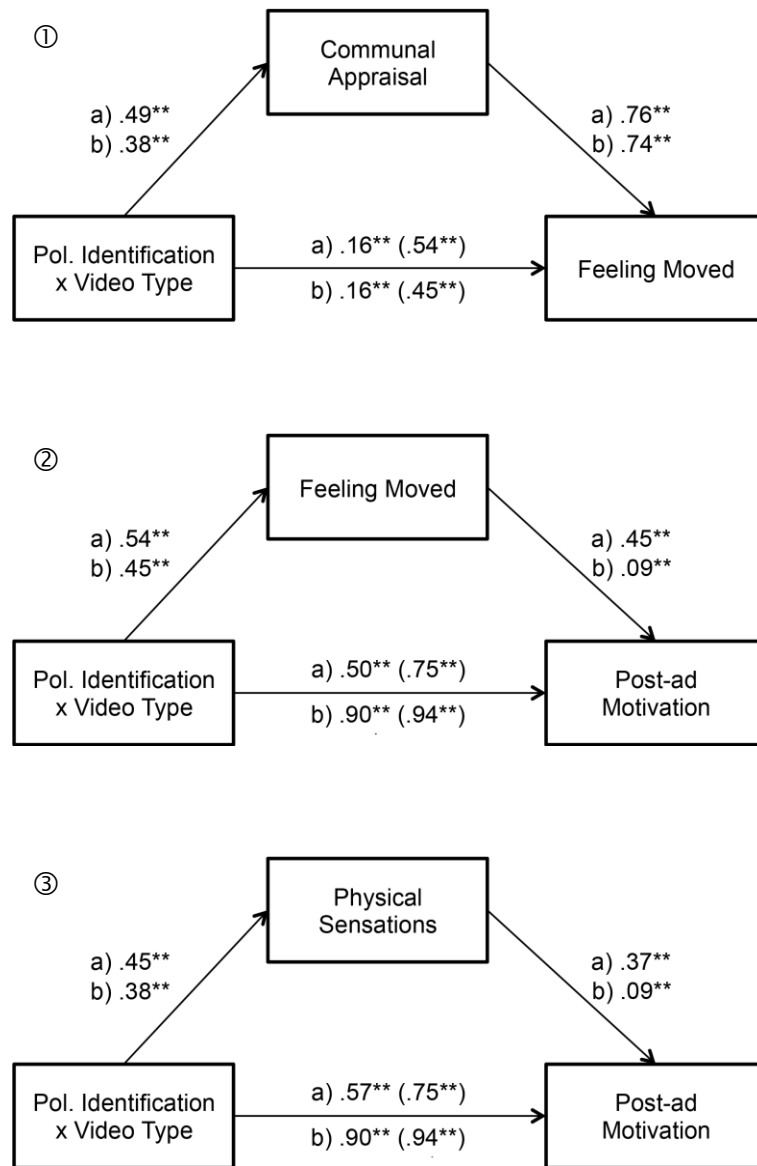 ①
Communal
Appraisal
a) .49**
b) .38**
a) .76**
b) .74**
Pol. Identification
x Video Type
a) .16** (.54**)
b) .16** (.45**)
Feeling Moved
②
Feeling Moved
a) .54**
b) .45**
a) .45**
b) .09**
Pol. Identification
x Video Type
a) .50** (.75**)
b) .90** (.94**)
Post-ad
Motivation
③
Physical
Sensations
a) .45**
b) .38**
a) .37**
b) .09**
Pol. Identification
x Video Type
a) .57** (.75**)
b) .90** (.94**)
Post-ad
Motivation